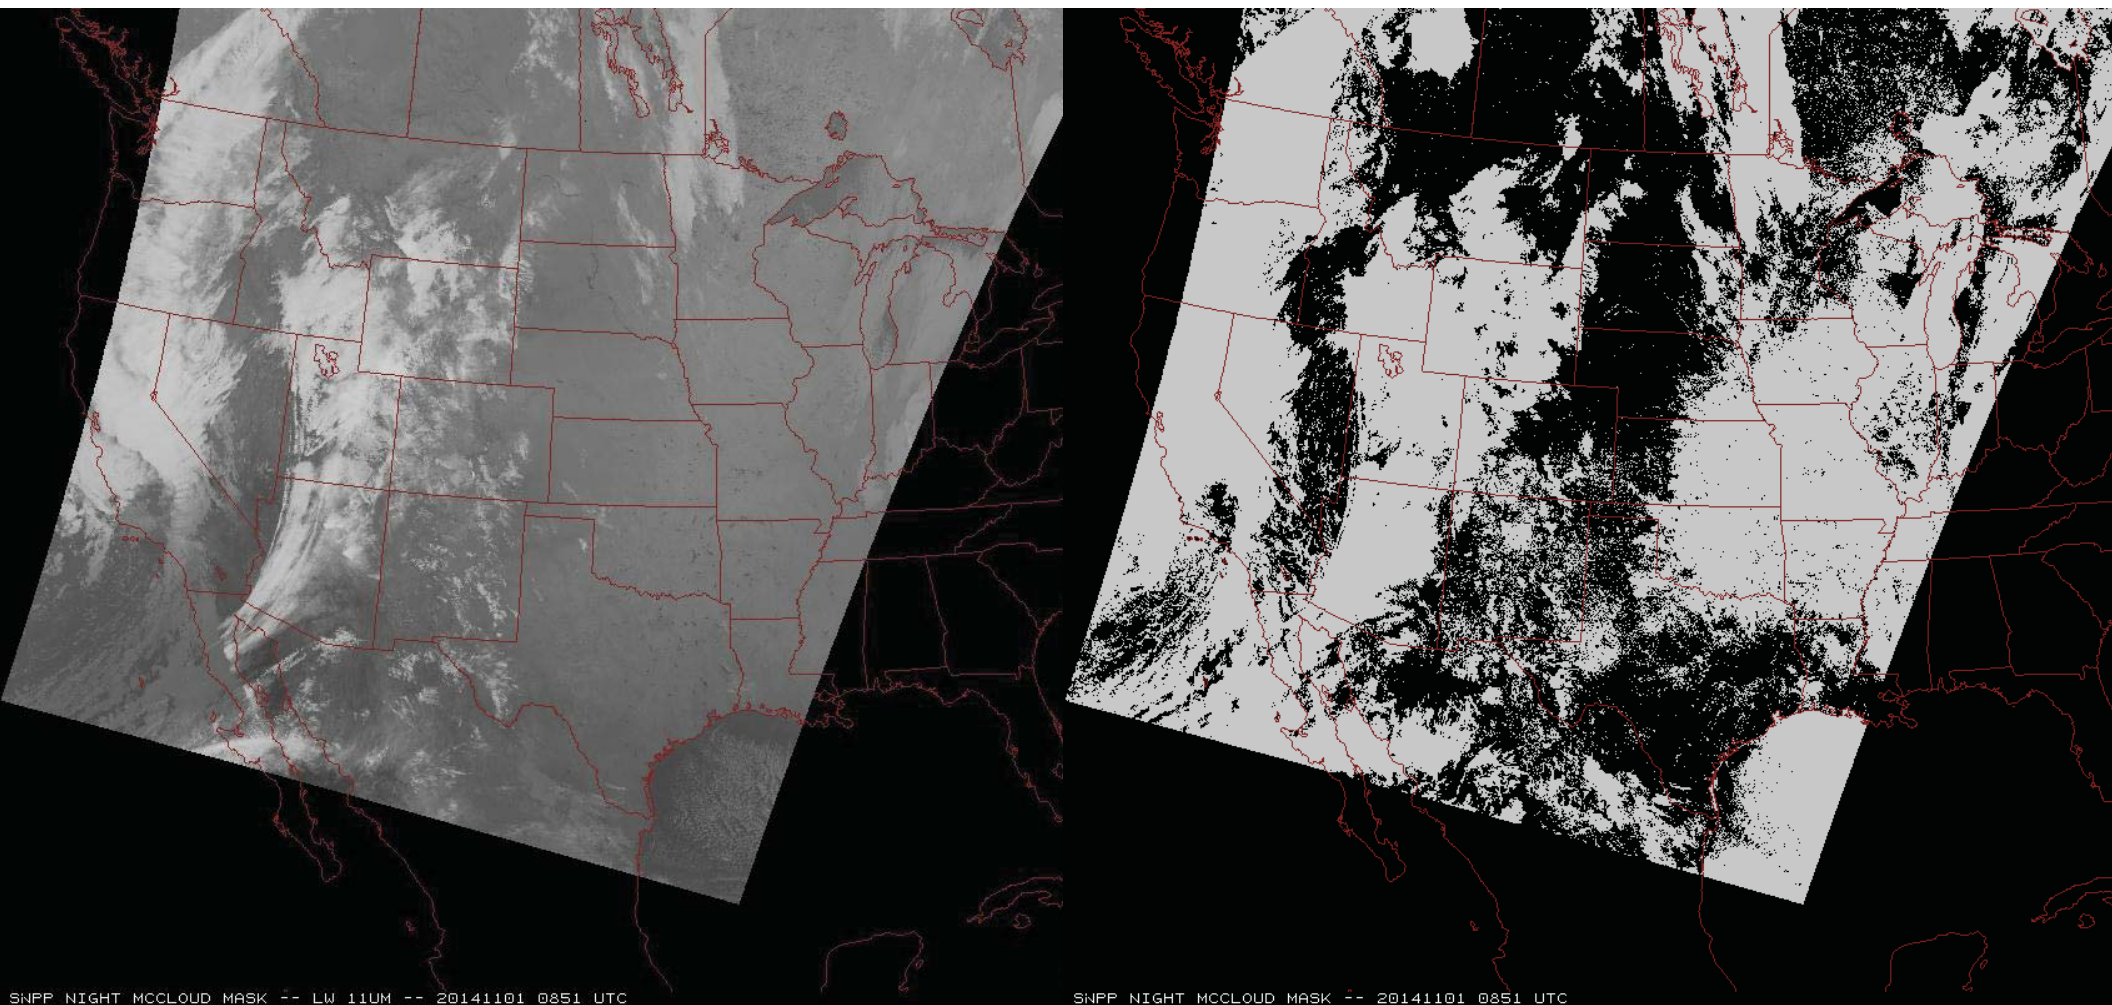 SNPP NIGHT MCCLOUD MASK -- LW 11UM -- 20141101 0851 UTC
SNPP NIGHT MCCLOUD MASK -- 20141101 0851 UTC